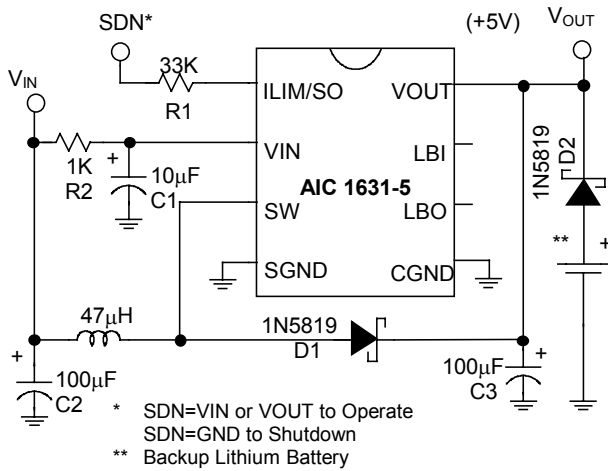 SDN*
(+5V)
VOUT
VIN
33K
R1
ILIM/SO
VOUT
1K
R2
+
10μF
C1
VIN
LBI
AIC 1631-5
SW
LBO
SGND
CGND
1N5819
D2
**
+
47μH
1N5819
D1
+
100μF
C2
100μF
C3
+
* SDN=VIN or VOUT to Operate
SDN=GND to Shutdown
** Backup Lithium Battery